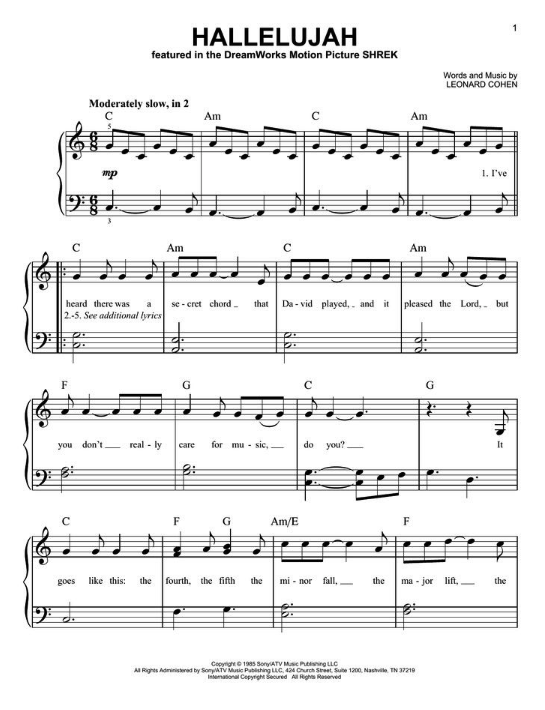 1
HALLELUJAH
featured in the DreamWorks Motion Picture SHREK
Words and Music by
LEONARD COHEN
Moderately slow, in 2
C Am C Am
5
mp
1. I've
3
C Am C Am
heard there was a se - cret chord that Da - vid played, and it pleased the Lord, but
2.-5. See additional lyrics
F G C G
you don't real - ly care for mu - sic, do you? It
C F G Am/E F
goes like this: the fourth, the fifth the mi - nor fall, the ma - jor lift, the
Copyright © 1985 Sony/ATV Music Publishing LLC
All Rights Administered by Sony/ATV Music Publishing LLC, 424 Church Street, Suite 1200, Nashville, TN 37219
International Copyright Secured All Rights Reserved